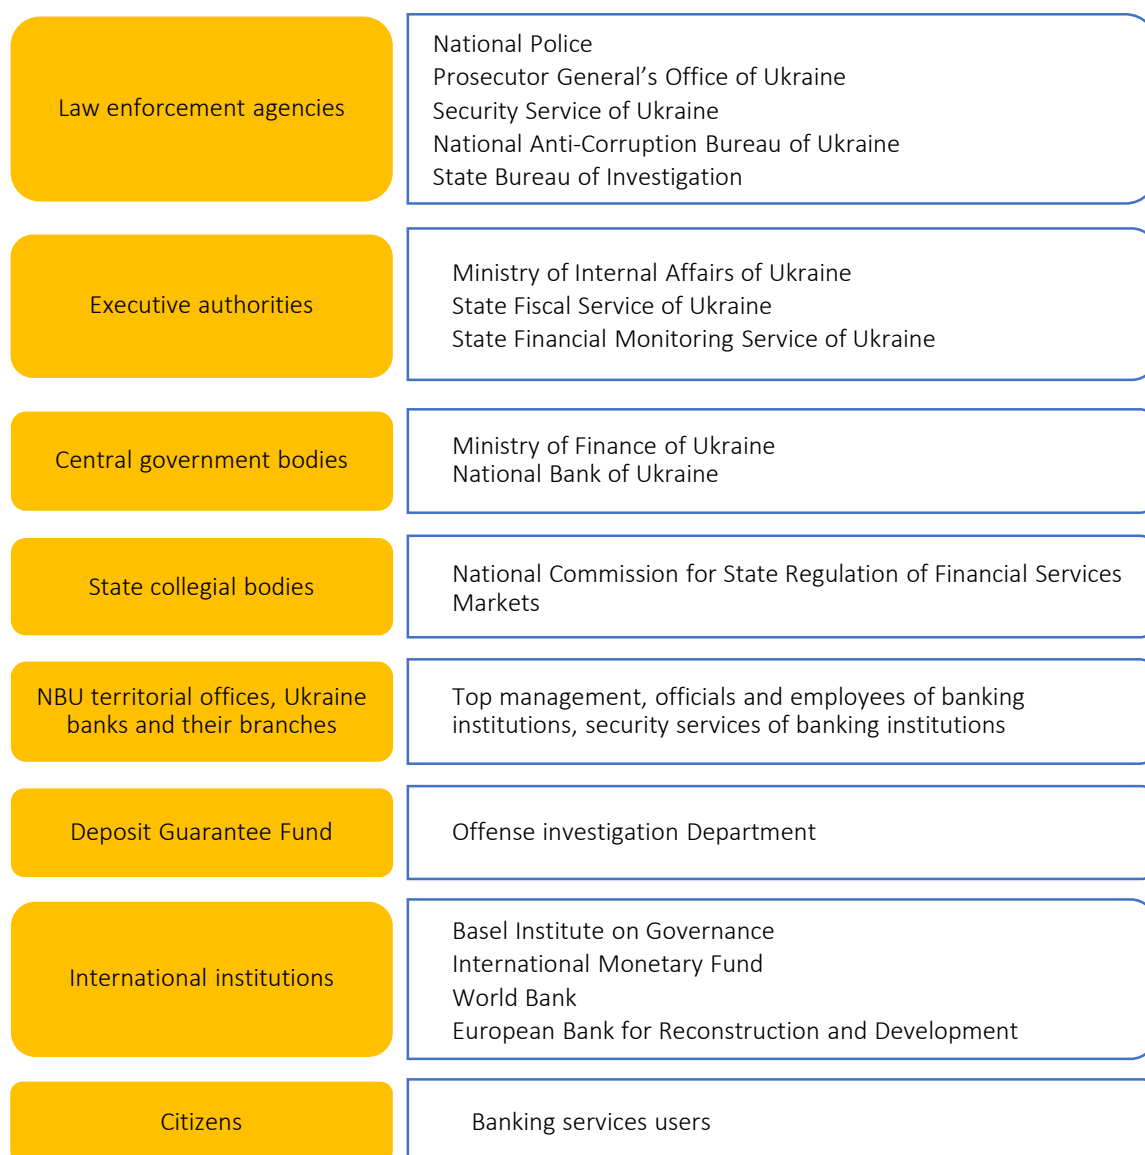 Law enforcement agencies
National Police
Prosecutor General’s Office of Ukraine
Security Service of Ukraine
National Anti-Corruption Bureau of Ukraine
State Bureau of Investigation
Executive authorities
Ministry of Internal Affairs of Ukraine
State Fiscal Service of Ukraine
State Financial Monitoring Service of Ukraine
Central government bodies
Ministry of Finance of Ukraine
National Bank of Ukraine
State collegial bodies
National Commission for State Regulation of Financial Services
Markets
NBU territorial offices, Ukraine
banks and their branches
Top management, officials and employees of banking
institutions, security services of banking institutions
Deposit Guarantee Fund
Offense investigation Department
International institutions
Basel Institute on Governance
International Monetary Fund
World Bank
European Bank for Reconstruction and Development
Citizens
Banking services users